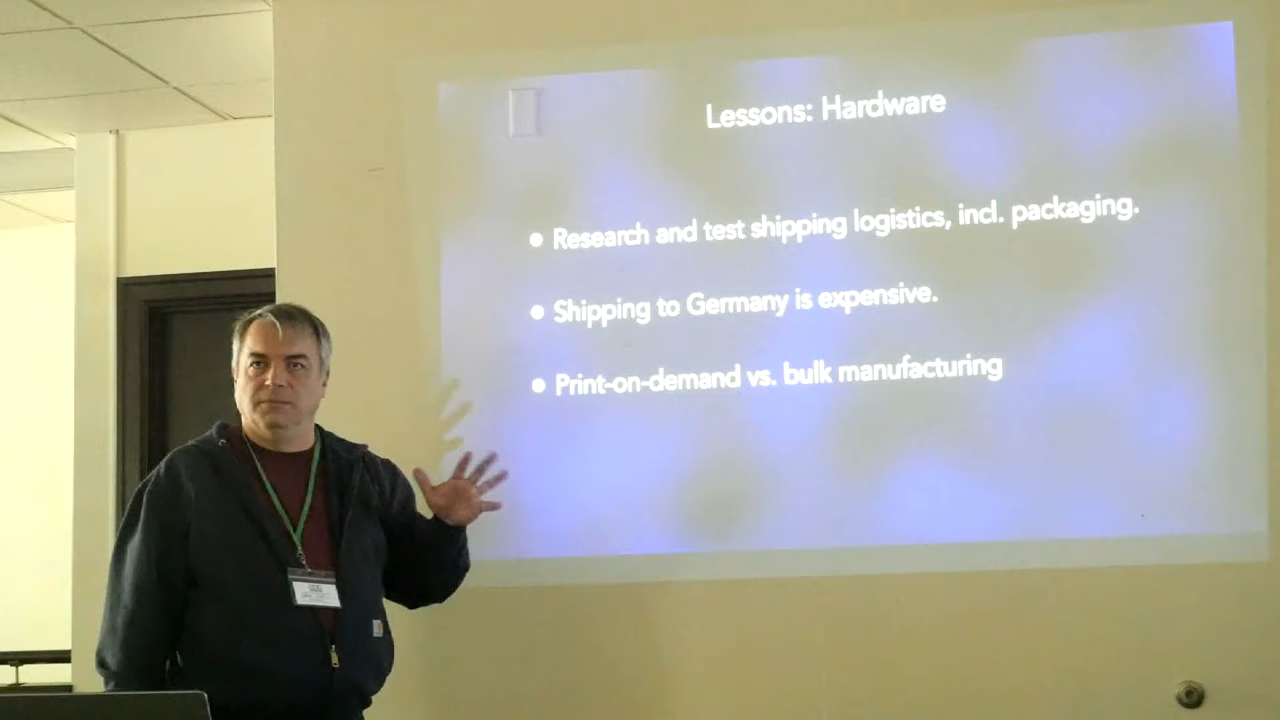 Lessons: Hardware
• Research and test shipping logistics, incl. packaging.
• Shipping to Germany is expensive.
• Print-on-demand vs. bulk manufacturing